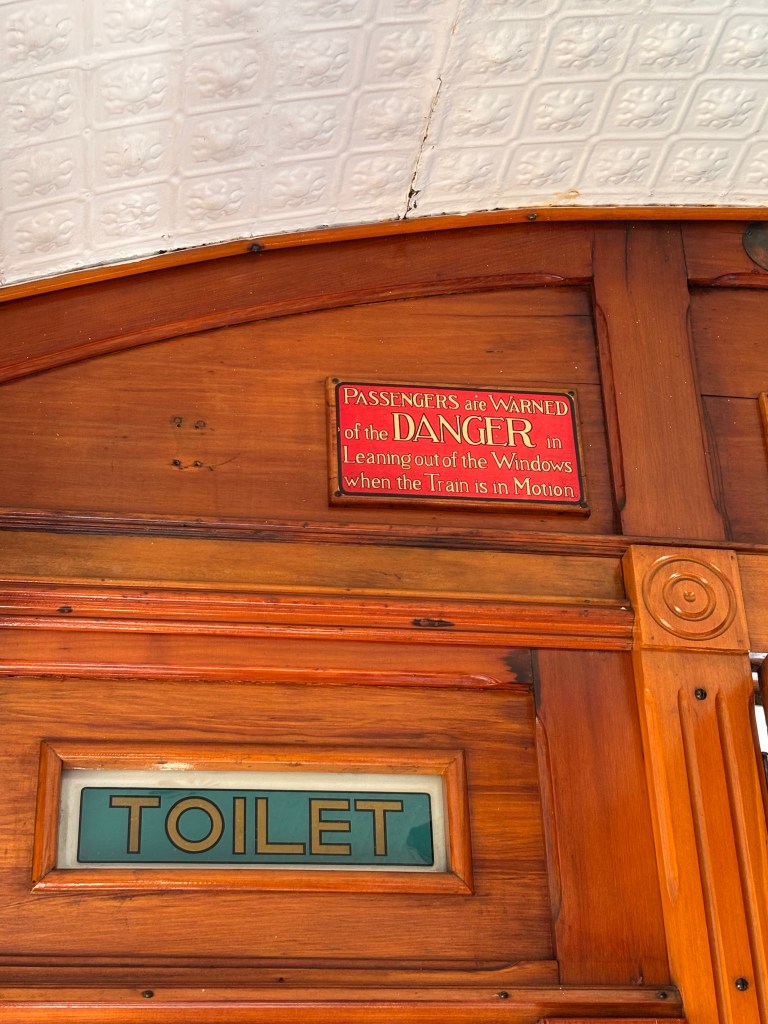 PASSENGERS are WARNED
of the DANGER in
Leaning out of the Windows
when the Train is in Motion
TOILET